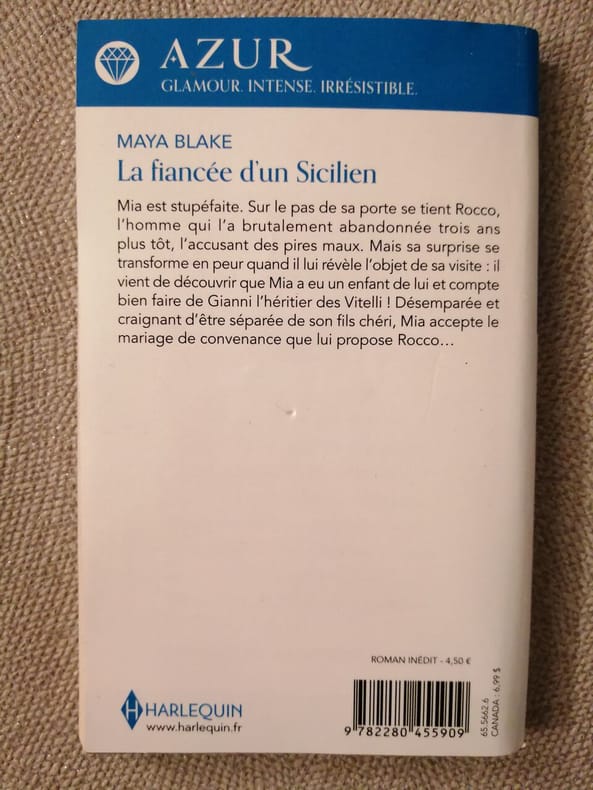 AZUR
GLAMOUR. INTENSE. IRRÉSISTIBLE.
MAYA BLAKE
La fiancée d'un Sicilien
Mia est stupéfaite. Sur le pas de sa porte se tient Rocco,
l'homme qui l'a brutalement abandonnée trois ans
plus tôt, l'accusant des pires maux. Mais sa surprise se
transforme en peur quand il lui révèle l'objet de sa visite : il
vient de découvrir que Mia a eu un enfant de lui et compte
bien faire de Gianni l'héritier des Vitelli ! Désemparée et
craignant d'être séparée de son fils chéri, Mia accepte le
mariage de convenance que lui propose Rocco...
ROMAN INÉDIT - 4,50 €
HARLEQUIN
www.harlequin.fr
9 782280 455909
65.5662.6
CANADA : 6,99 $